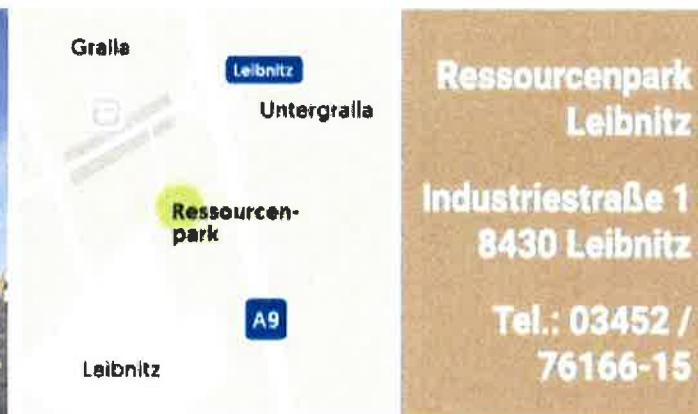 Gralla
Leibnitz
Untergralla
Ressourcen-
park
A9
Leibnitz
Ressourcenpark
Leibnitz
Industriestraße 1
8430 Leibnitz
Tel.: 03452 /
76166-15